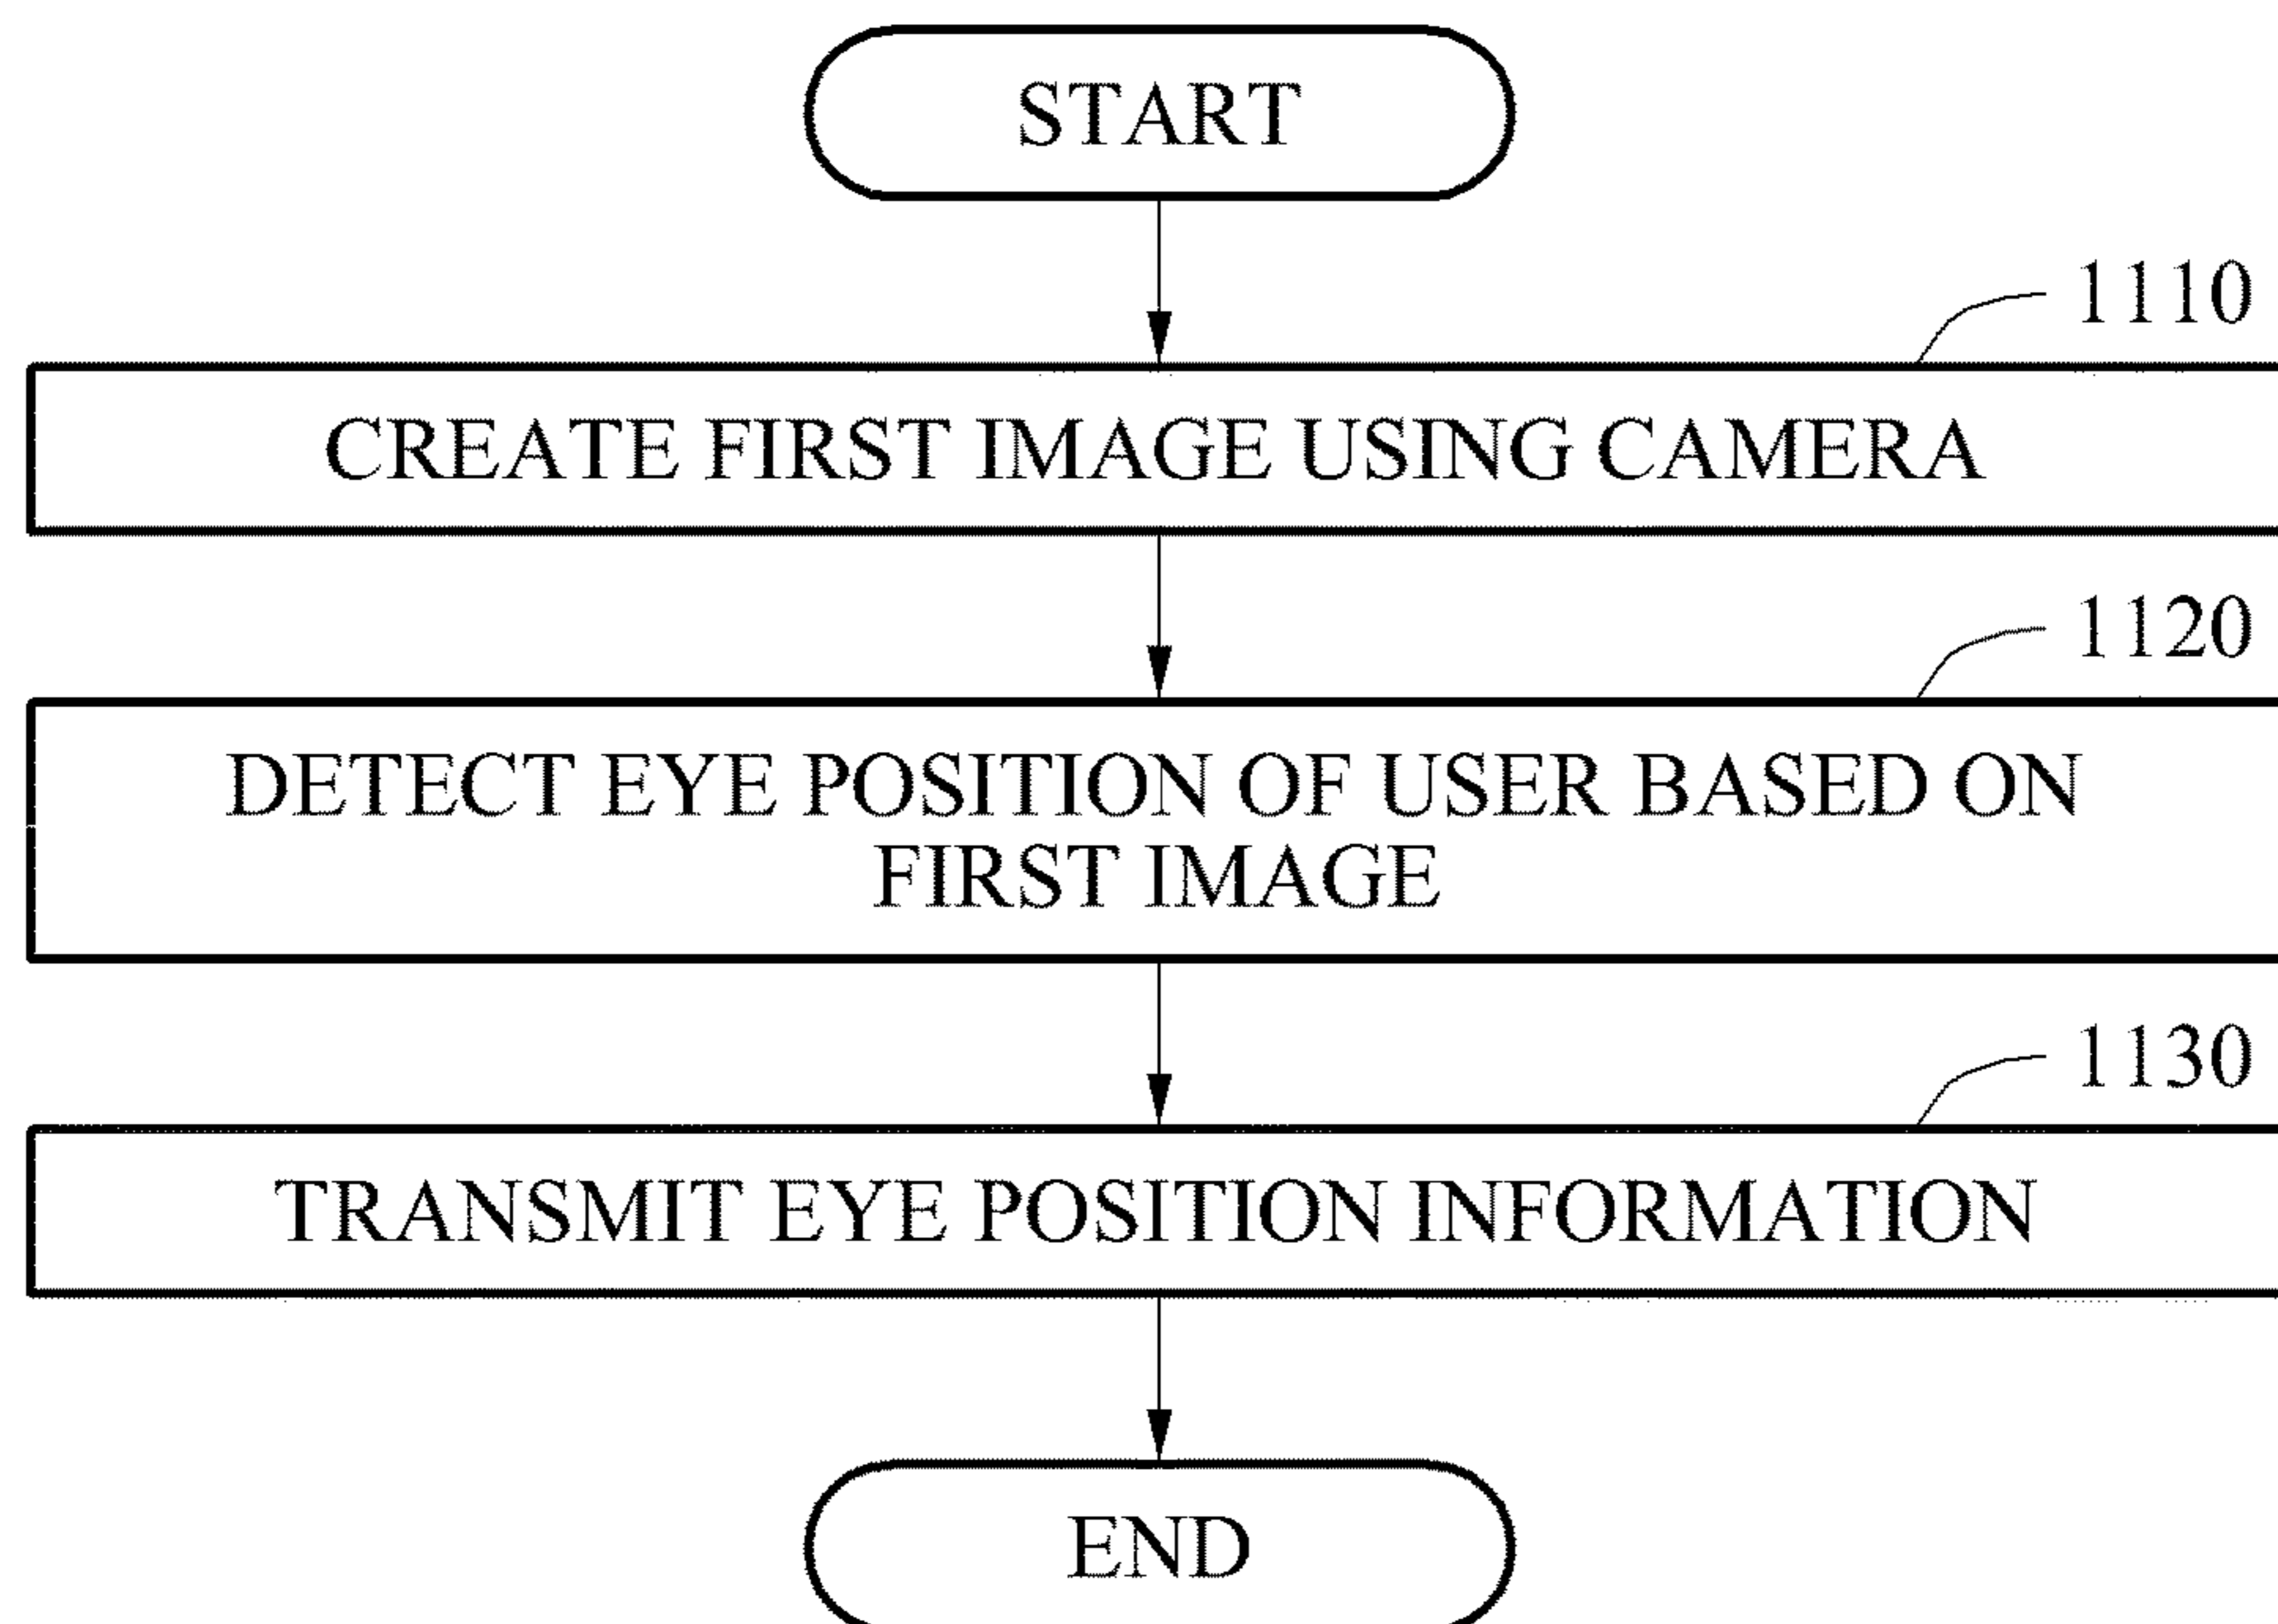 START
1110
CREATE FIRST IMAGE USING CAMERA
1120
DETECT EYE POSITION OF USER BASED ON
FIRST IMAGE
1130
TRANSMIT EYE POSITION INFORMATION
END